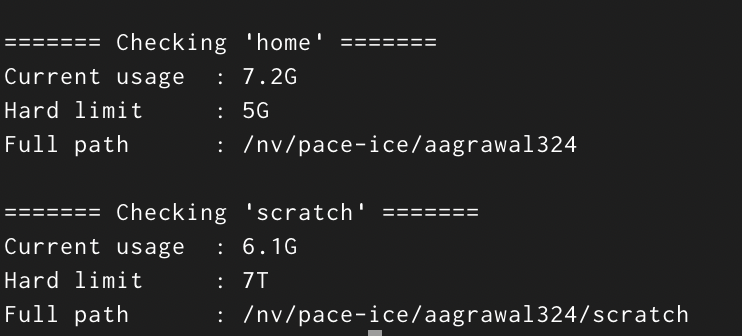 ======= Checking 'home' =======
Current usage  : 7.2G
Hard limit     : 5G
Full path      : /nv/pace-ice/aagrawal324

======= Checking 'scratch' =======
Current usage  : 6.1G
Hard limit     : 7T
Full path      : /nv/pace-ice/aagrawal324/scratch